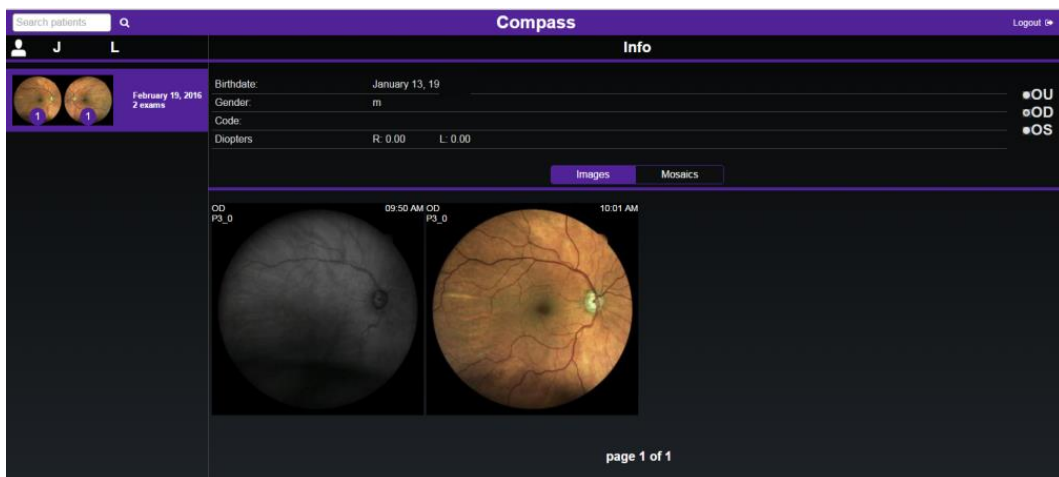 Search patients
Compass
Logout
J L
Info
February 19, 2016
2 exams
1 1
Birthdate: January 13, 19
Gender: m
Code:
Diopters R: 0.00 L: 0.00
OU
OD
OS
Images Mosaics
OD 09:50 AM OD 10:01 AM
P3_0 P3_0
page 1 of 1